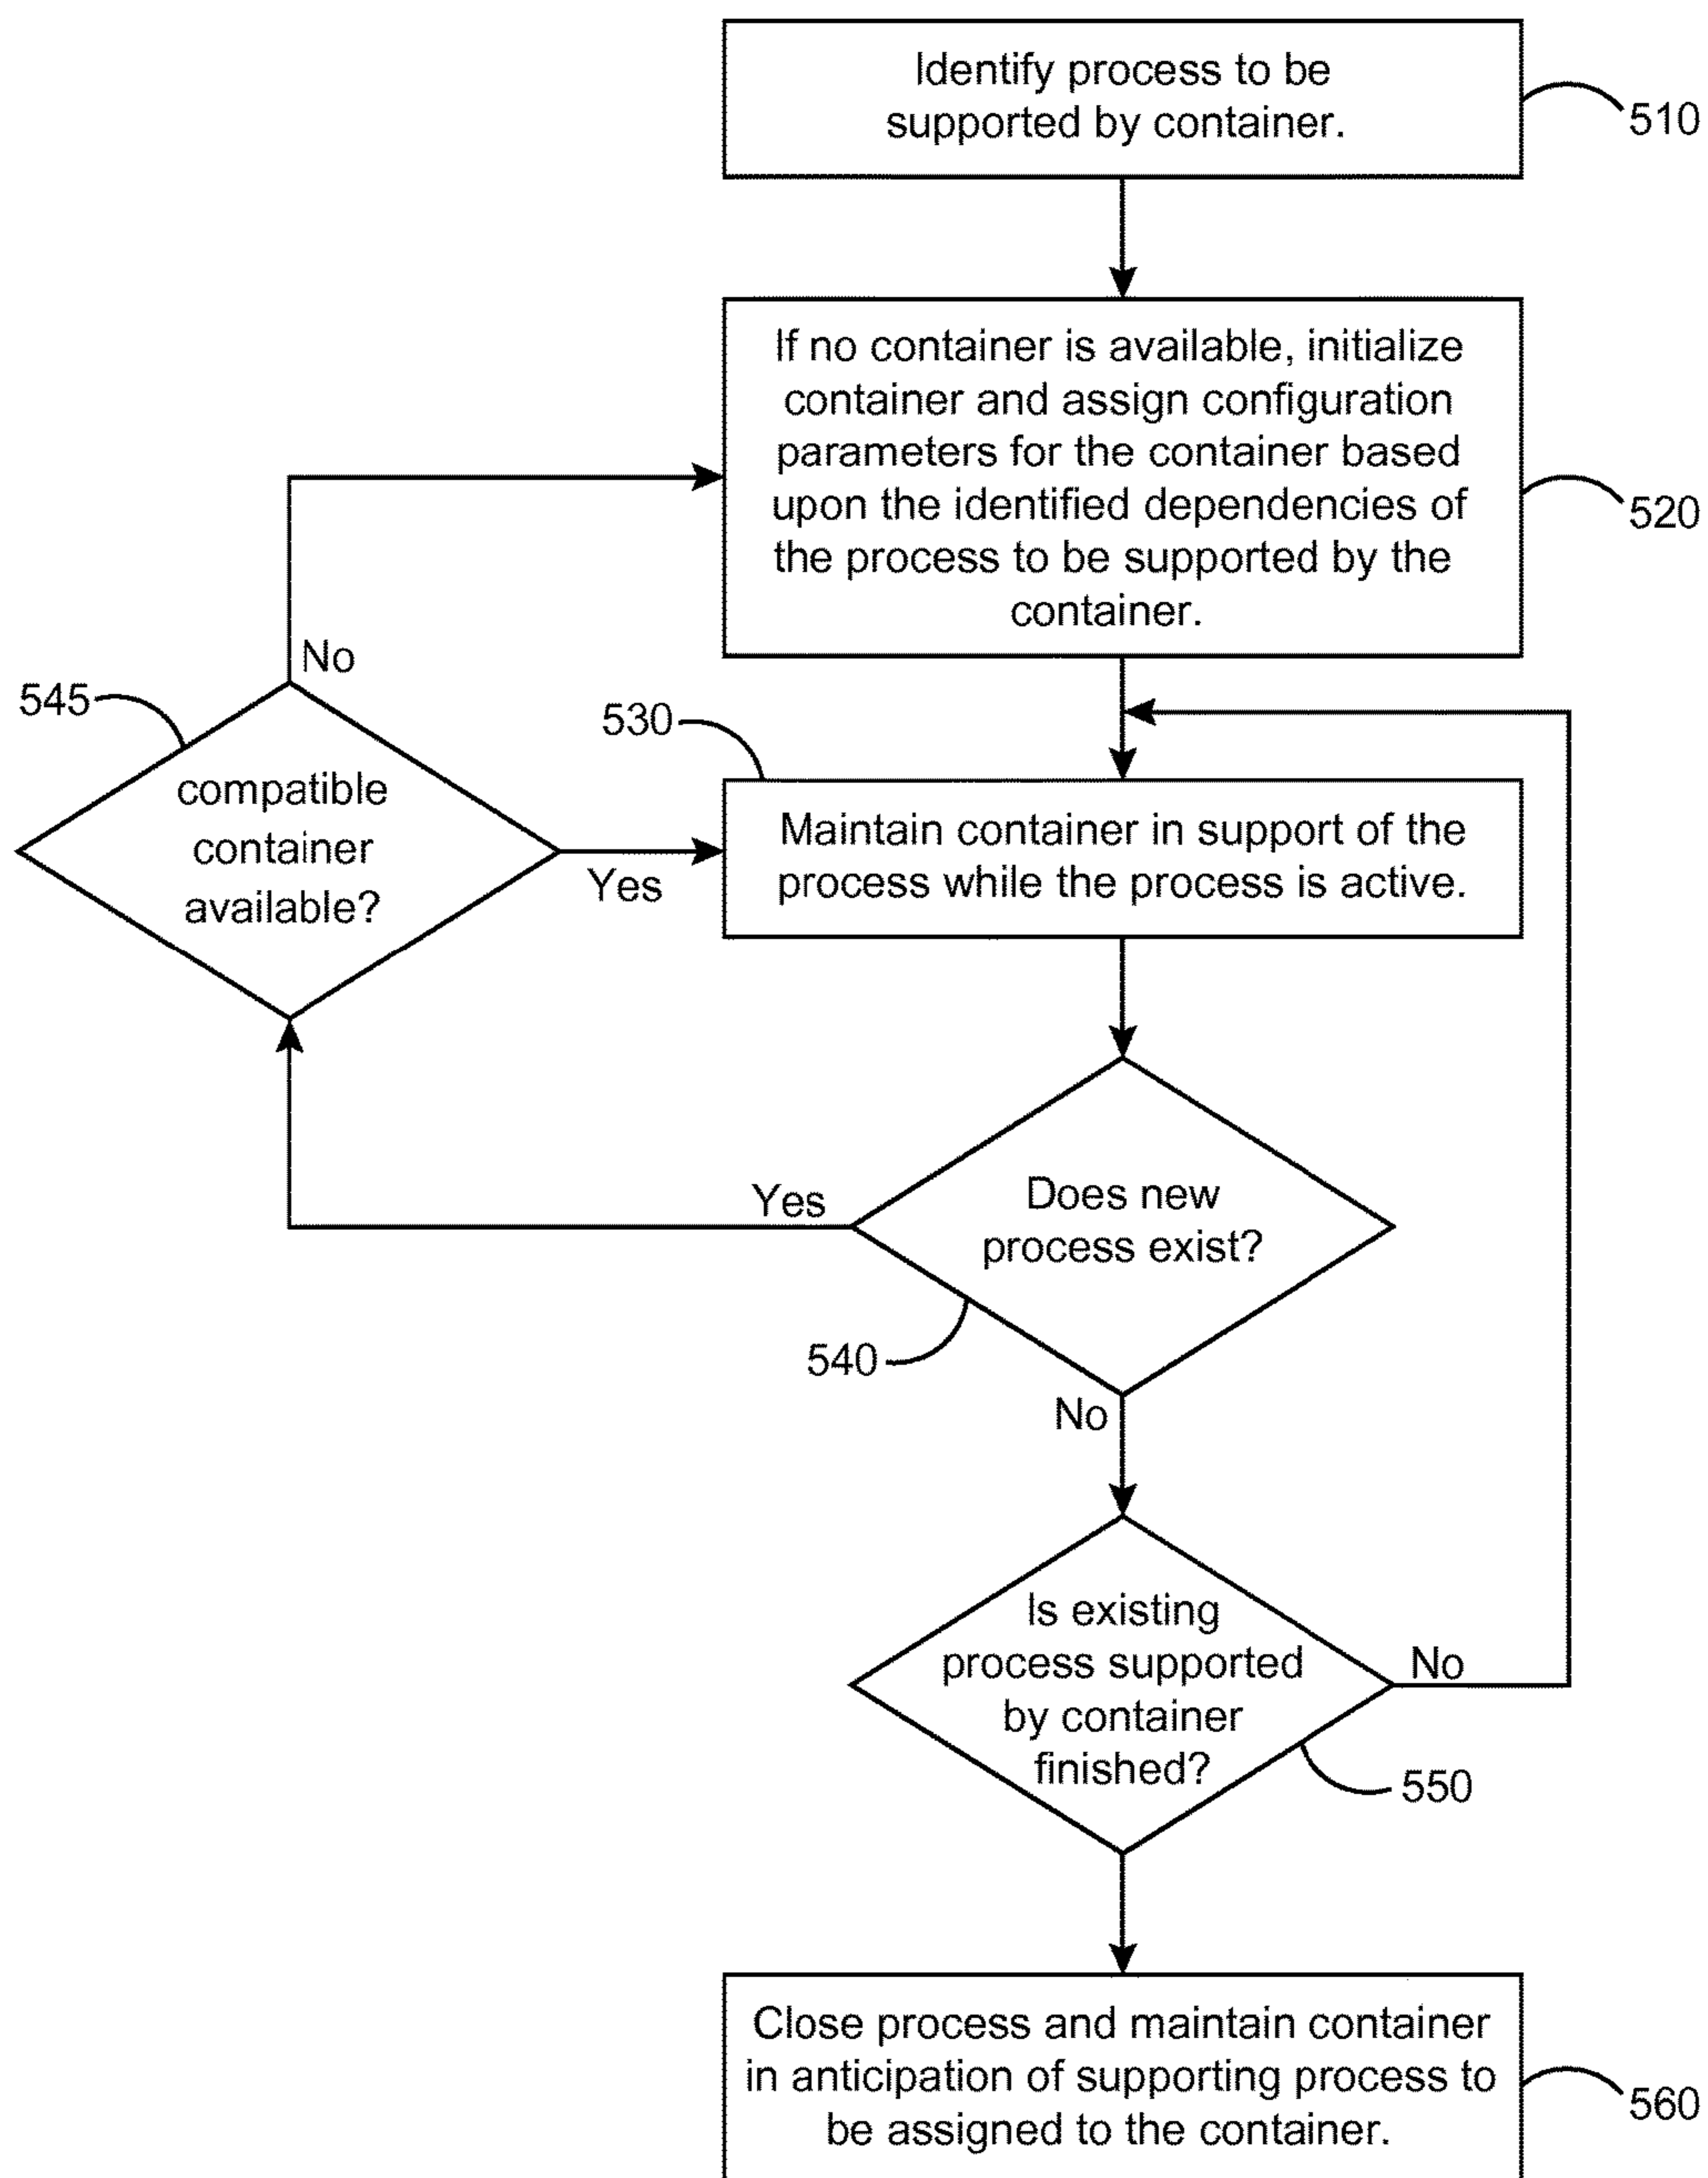 Identify process to be
supported by container.
510
If no container is available, initialize
container and assign configuration
parameters for the container based
upon the identified dependencies of
the process to be supported by the
container.
520
No
545
530
compatible
container
available?
Yes
Maintain container in support of the
process while the process is active.
Yes
Does new
process exist?
540
No
Is existing
process supported
by container
finished?
No
550
Close process and maintain container
in anticipation of supporting process to
be assigned to the container.
560